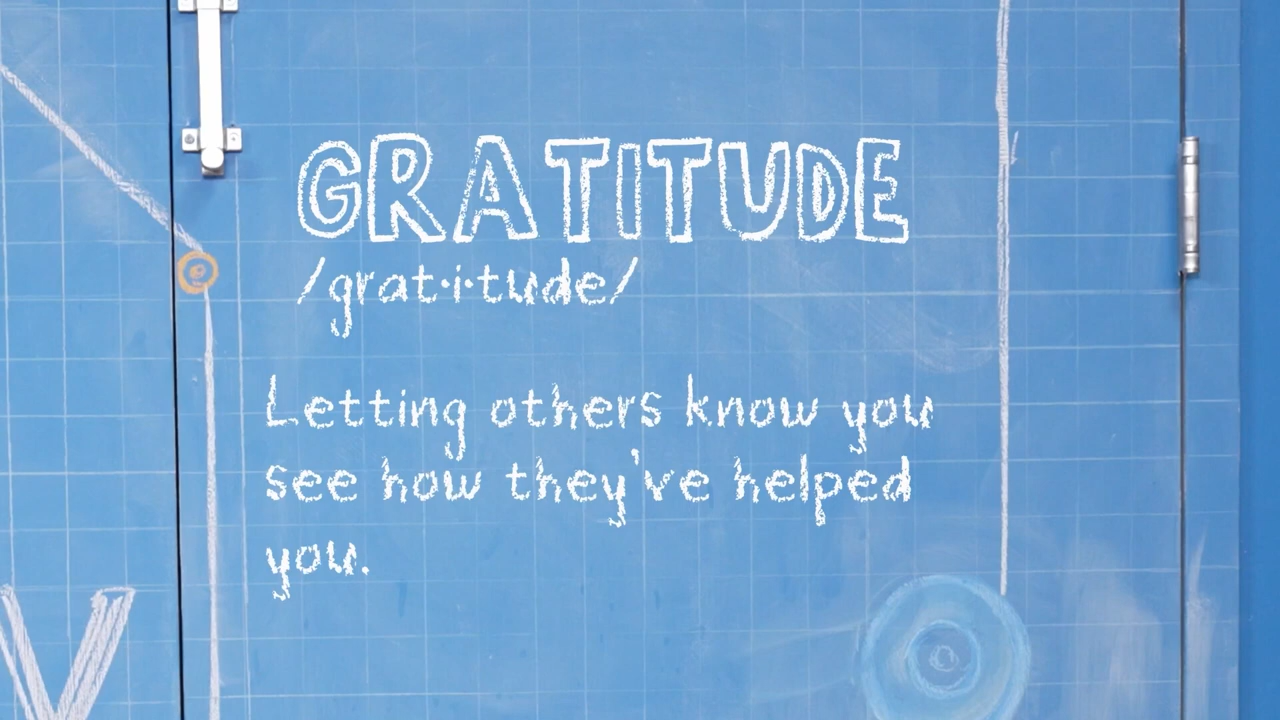 GRATITUDE
/grat·i·tude/
Letting others know you
see how they've helped
you.
V